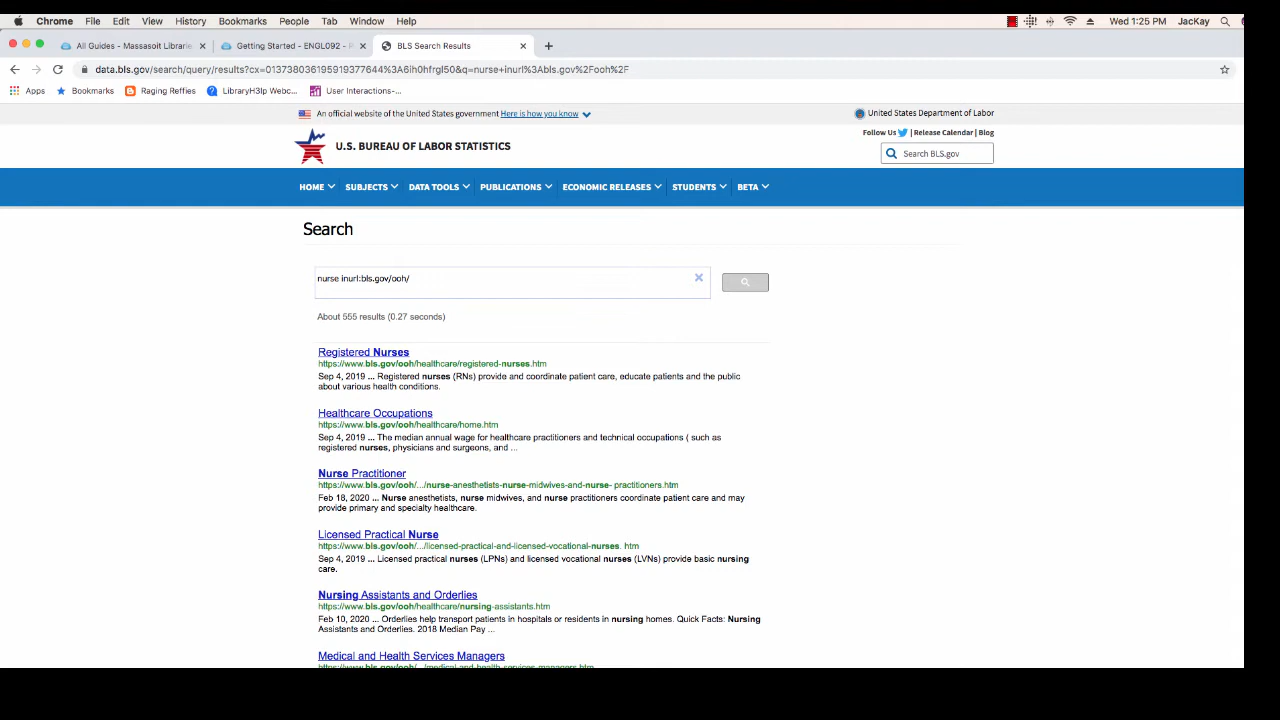 Chrome File Edit View History Bookmarks People Tab Window Help Wed 1:25 PM JacKay
All Guides - Massasoit Librarie Getting Started - ENGL092 - P BLS Search Results
data.bls.gov/search/query/results?cx=013738036195919377644%3A6ih0hfrgl50&q=nurse+inurl%3Abls.gov%2Fooh%2F
Apps Bookmarks Raging Reffies LibraryH3lp Webc... User Interactions-...
An official website of the United States government Here is how you know United States Department of Labor
Follow Us | Release Calendar | Blog
U.S. BUREAU OF LABOR STATISTICS
Search BLS.gov
HOME SUBJECTS DATA TOOLS PUBLICATIONS ECONOMIC RELEASES STUDENTS BETA
Search
nurse inurl:bls.gov/ooh/
About 555 results (0.27 seconds)
Registered Nurses
https://www.bls.gov/ooh/healthcare/registered-nurses.htm
Sep 4, 2019 ... Registered nurses (RNs) provide and coordinate patient care, educate patients and the public
about various health conditions.
Healthcare Occupations
https://www.bls.gov/ooh/healthcare/home.htm
Sep 4, 2019 ... The median annual wage for healthcare practitioners and technical occupations ( such as
registered nurses, physicians and surgeons, and ...
Nurse Practitioner
https://www.bls.gov/ooh/.../nurse-anesthetists-nurse-midwives-and-nurse- practitioners.htm
Feb 18, 2020 ... Nurse anesthetists, nurse midwives, and nurse practitioners coordinate patient care and may
provide primary and specialty healthcare.
Licensed Practical Nurse
https://www.bls.gov/ooh/.../licensed-practical-and-licensed-vocational-nurses. htm
Sep 4, 2019 ... Licensed practical nurses (LPNs) and licensed vocational nurses (LVNs) provide basic nursing
care.
Nursing Assistants and Orderlies
https://www.bls.gov/ooh/healthcare/nursing-assistants.htm
Feb 10, 2020 ... Orderlies help transport patients in hospitals or residents in nursing homes. Quick Facts: Nursing
Assistants and Orderlies. 2018 Median Pay ...
Medical and Health Services Managers
https://www.bls.gov/ooh/.../medical-and-health-services-managers.htm